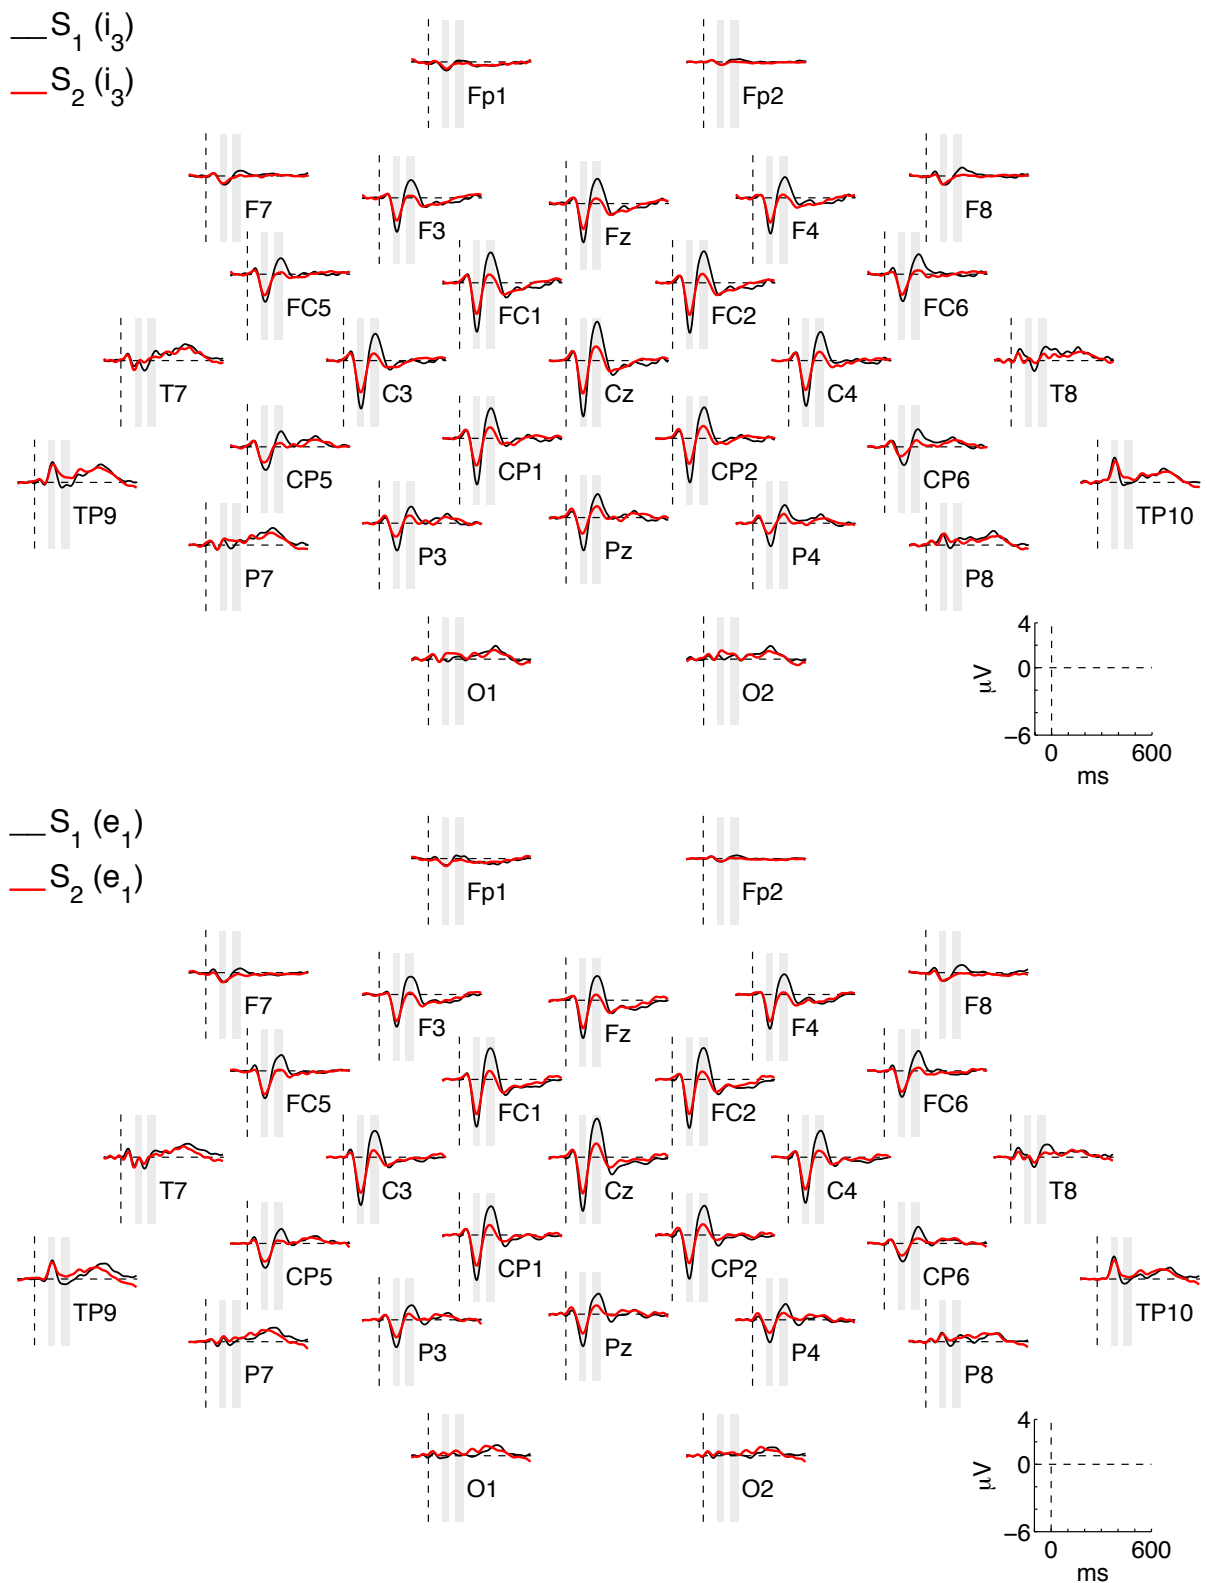 S1 (i3)
S2 (i3)
Fp1 Fp2
F7 F3 Fz F4 F8
FC5 FC1 FC2 FC6
T7 C3 Cz C4 T8
CP5 CP1 CP2 CP6
TP9 TP10
P7 P3 Pz P4 P8
O1 O2
4
0
−6
μV
0 600
ms
S1 (e1)
S2 (e1)
Fp1 Fp2
F7 F3 Fz F4 F8
FC5 FC1 FC2 FC6
T7 C3 Cz C4 T8
CP5 CP1 CP2 CP6
TP9 TP10
P7 P3 Pz P4 P8
O1 O2
4
0
−6
μV
0 600
ms